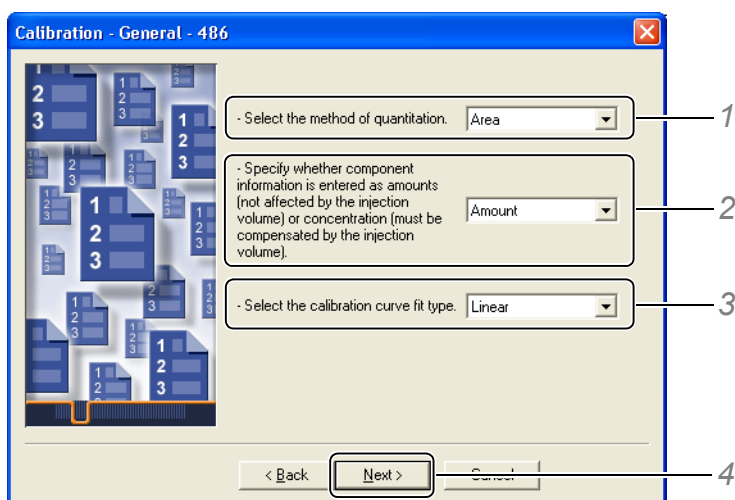 Calibration - General - 486
- Select the method of quantitation. Area
1
- Specify whether component
information is entered as amounts
(not affected by the injection
volume) or concentration (must be
compensated by the injection
volume).
Amount
2
- Select the calibration curve fit type. Linear
3
< Back Next > Cancel
4